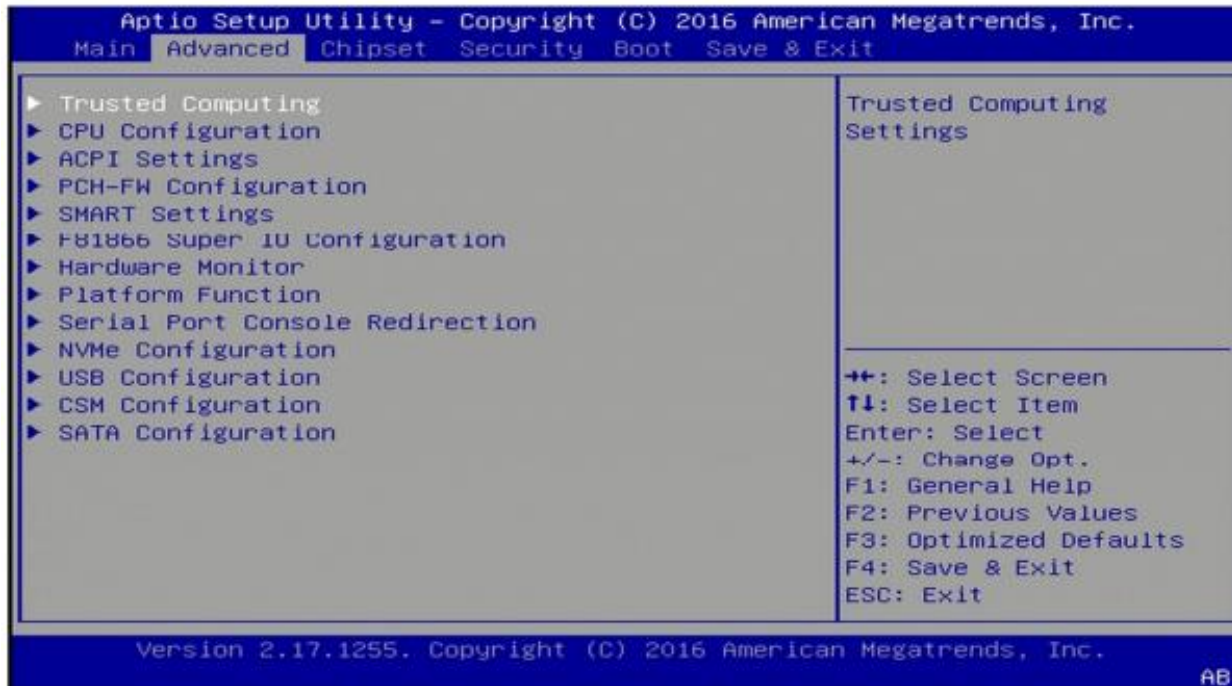 Aptio Setup Utility – Copyright (C) 2016 American Megatrends, Inc.
Main Advanced Chipset Security Boot Save & Exit
▶ Trusted Computing
▶ CPU Configuration
▶ ACPI Settings
▶ PCH-FW Configuration
▶ SMART Settings
▶ F81866 Super IO Configuration
▶ Hardware Monitor
▶ Platform Function
▶ Serial Port Console Redirection
▶ NVMe Configuration
▶ USB Configuration
▶ CSM Configuration
▶ SATA Configuration
Trusted Computing
Settings
→←: Select Screen
↑↓: Select Item
Enter: Select
+/-: Change Opt.
F1: General Help
F2: Previous Values
F3: Optimized Defaults
F4: Save & Exit
ESC: Exit
Version 2.17.1255. Copyright (C) 2016 American Megatrends, Inc.
AB